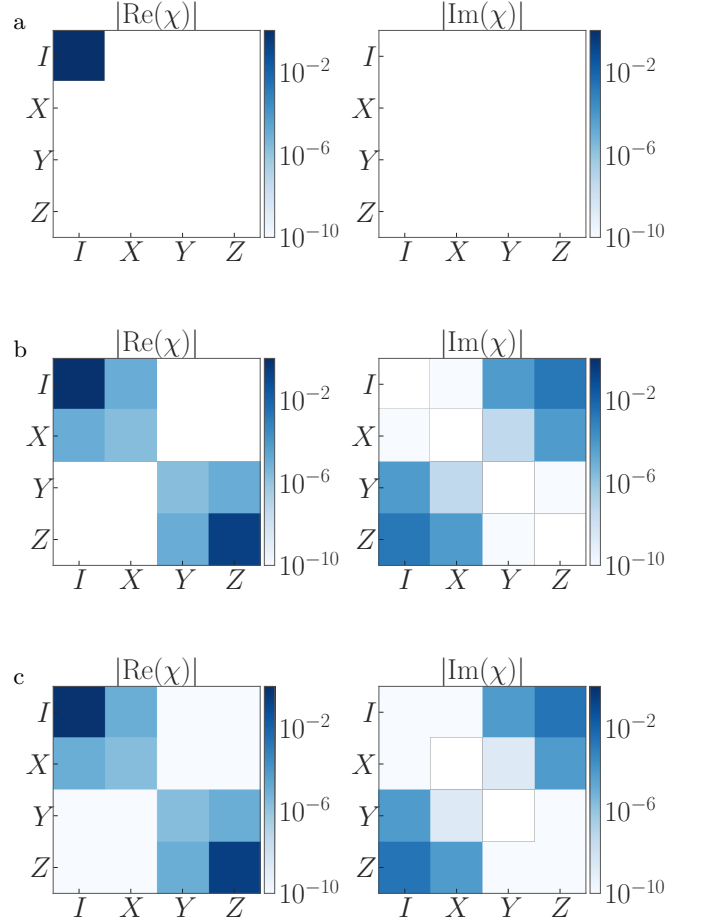 a
|Re(χ)| |Im(χ)|
I
X
Y
Z
I X Y Z
10⁻²
10⁻⁶
10⁻¹⁰
I
X
Y
Z
I X Y Z
10⁻²
10⁻⁶
10⁻¹⁰
b
|Re(χ)| |Im(χ)|
I
X
Y
Z
I X Y Z
10⁻²
10⁻⁶
10⁻¹⁰
I
X
Y
Z
I X Y Z
10⁻²
10⁻⁶
10⁻¹⁰
c
|Re(χ)| |Im(χ)|
I
X
Y
Z
I X Y Z
10⁻²
10⁻⁶
10⁻¹⁰
I
X
Y
Z
I X Y Z
10⁻²
10⁻⁶
10⁻¹⁰